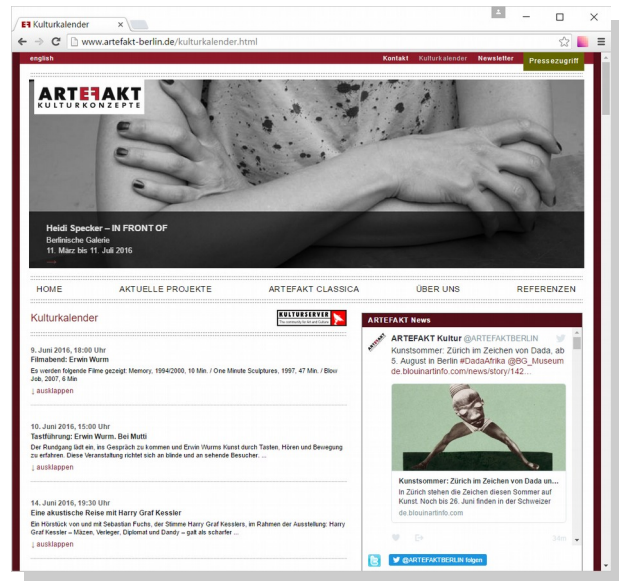 Kulturkalender
www.artefakt-berlin.de/kulturkalender.html
english
Kontakt Kulturkalender Newsletter Pressezugriff
ARTEFAKT
KULTURKONZEPTE
Heidi Specker – IN FRONT OF
Berlinische Galerie
11. März bis 11. Juli 2016
HOME AKTUELLE PROJEKTE ARTEFAKT CLASSICA ÜBER UNS REFERENZEN
Kulturkalender
KULTURSERVER
The community for Art and Culture
9. Juni 2016, 18:00 Uhr
Filmabend: Erwin Wurm
Es werden folgende Filme gezeigt: Memory, 1994/2000, 10 Min. / One Minute Sculptures, 1997, 47 Min. / Blow
Job, 2007, 6 Min
↓ ausklappen
10. Juni 2016, 15:00 Uhr
Tastführung: Erwin Wurm. Bei Mutti
Der Rundgang lädt ein, ins Gespräch zu kommen und Erwin Wurms Kunst durch Tasten, Hören und Bewegung
zu erfahren. Diese Veranstaltung richtet sich an blinde und an sehende Besucher, ...
↓ ausklappen
14. Juni 2016, 19:30 Uhr
Eine akustische Reise mit Harry Graf Kessler
Ein Hörstück von und mit Sebastian Fuchs, der Stimme Harry Graf Kesslers, im Rahmen der Ausstellung: Harry
Graf Kessler – Mäzen, Verleger, Diplomat und Dandy – galt als scharfer ...
↓ ausklappen
ARTEFAKT News
ARTEFAKT
ARTEFAKT Kultur @ARTEFAKTBERLIN
Kunstsommer: Zürich im Zeichen von Dada, ab
5. August in Berlin #DadaAfrika @BG_Museum
de.blouinartinfo.com/news/story/142...
Kunstsommer: Zürich im Zeichen von Dada un...
In Zürich stehen die Zeichen diesen Sommer auf
Kunst. Noch bis 26. Juni finden in der Schweizer
de.blouinartinfo.com
34m
@ARTEFAKTBERLIN folgen